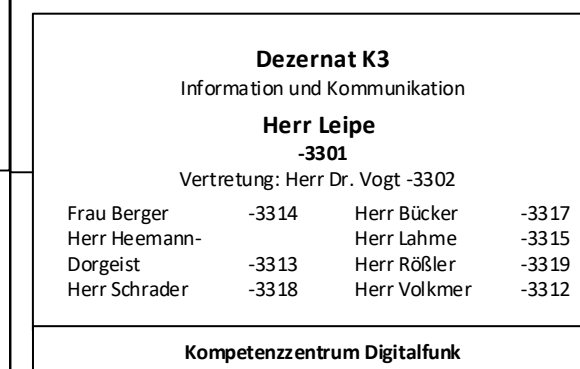 Dezernat K3
Information und Kommunikation
Herr Leipe
-3301
Vertretung: Herr Dr. Vogt -3302
Frau Berger -3314 Herr Bücker -3317
Herr Heemann- Herr Lahme -3315
Dorgeist -3313 Herr Rößler -3319
Herr Schrader -3318 Herr Volkmer -3312
Kompetenzzentrum Digitalfunk